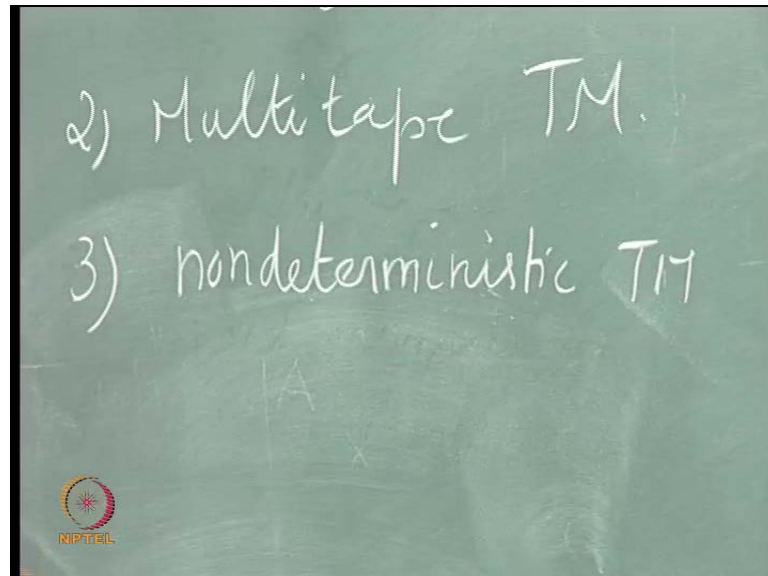 2) Multitape TM.
3) nondeterministic TM
A
x
NPTEL